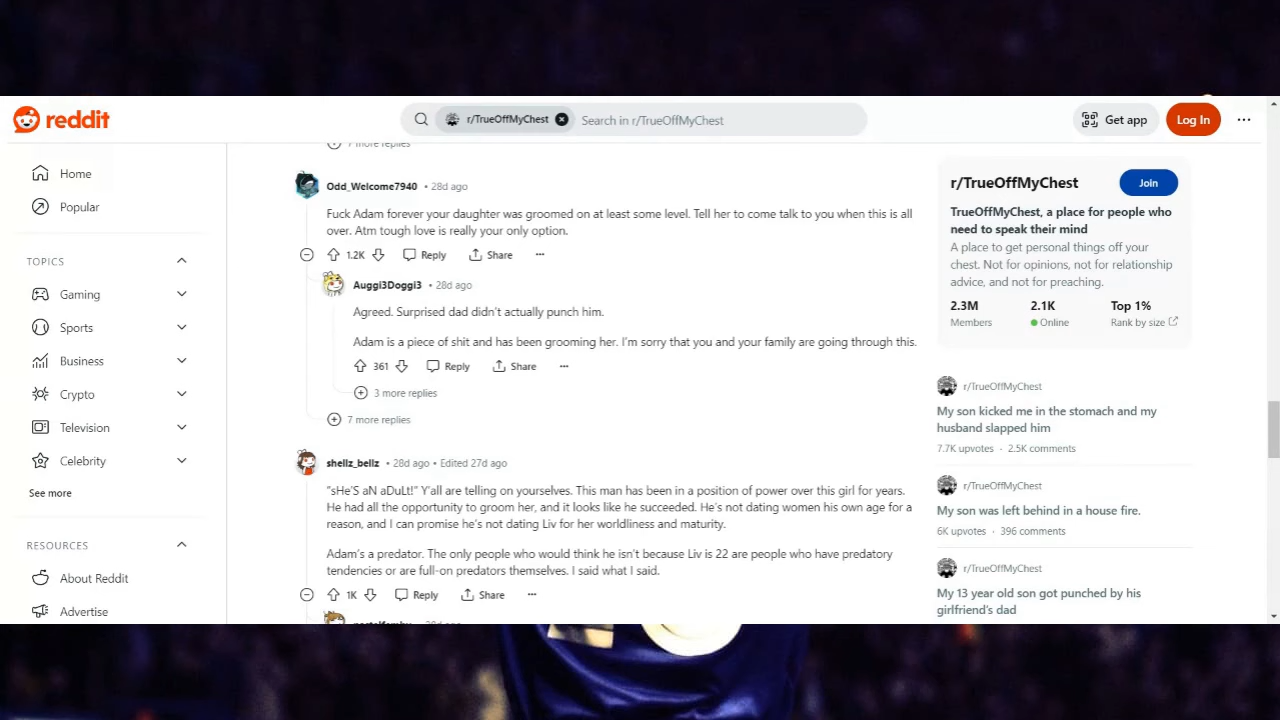 reddit
r/TrueOffMyChest
Search in r/TrueOffMyChest
Get app
Log In
Home
Popular
TOPICS
Gaming
Sports
Business
Crypto
Television
Celebrity
See more
RESOURCES
About Reddit
Advertise
7 more replies
Odd_Welcome7940 • 28d ago
Fuck Adam forever your daughter was groomed on at least some level. Tell her to come talk to you when this is all
over. Atm tough love is really your only option.
1.2K Reply Share
Auggi3Doggi3 • 28d ago
Agreed. Surprised dad didn't actually punch him.
Adam is a piece of shit and has been grooming her. I'm sorry that you and your family are going through this.
361 Reply Share
3 more replies
7 more replies
shellz_bellz • 28d ago • Edited 27d ago
"sHe'S aN aDuLt!" Y'all are telling on yourselves. This man has been in a position of power over this girl for years.
He had all the opportunity to groom her, and it looks like he succeeded. He's not dating women his own age for a
reason, and I can promise he's not dating Liv for her worldliness and maturity.
Adam's a predator. The only people who would think he isn't because Liv is 22 are people who have predatory
tendencies or are full-on predators themselves. I said what I said.
1K Reply Share
r/TrueOffMyChest
Join
TrueOffMyChest, a place for people who
need to speak their mind
A place to get personal things off your
chest. Not for opinions, not for relationship
advice, and not for preaching.
2.3M 2.1K Top 1%
Members Online Rank by size
r/TrueOffMyChest
My son kicked me in the stomach and my
husband slapped him
7.7K upvotes · 2.5K comments
r/TrueOffMyChest
My son was left behind in a house fire.
6K upvotes · 396 comments
r/TrueOffMyChest
My 13 year old son got punched by his
girlfriend's dad